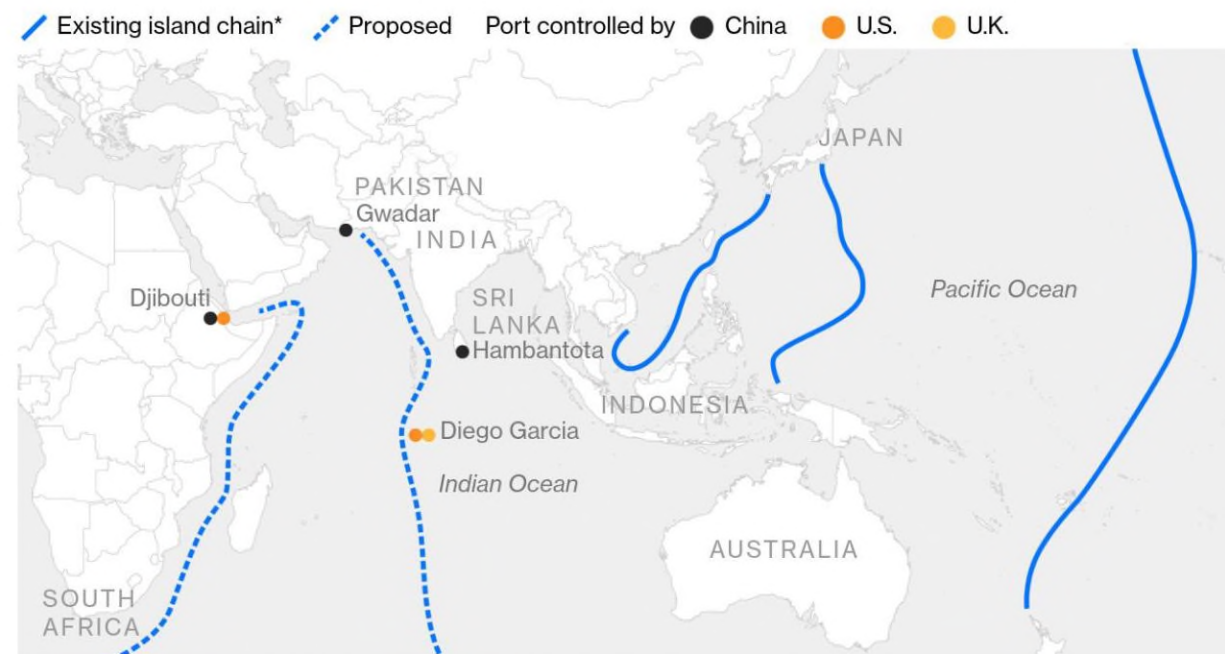 Existing island chain* Proposed Port controlled by China U.S. U.K.
JAPAN
PAKISTAN
Gwadar
INDIA
Djibouti
SRI
LANKA
Hambantota
Pacific Ocean
INDONESIA
Diego Garcia
Indian Ocean
AUSTRALIA
SOUTH
AFRICA